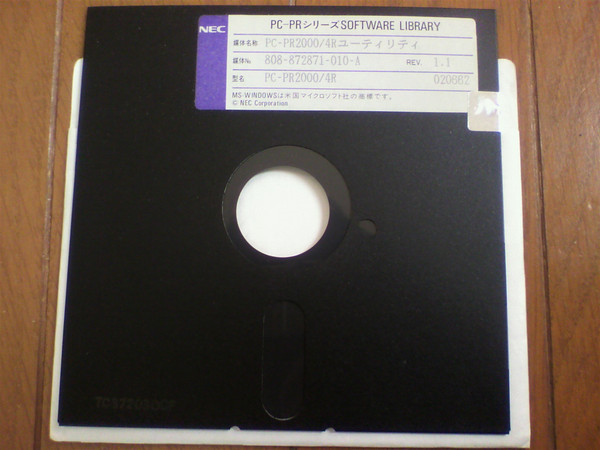 PC-PRシリーズSOFTWARE LIBRARY
NEC
媒体名称 PC-PR2000/4Rユーティリティ
媒体№ 808-872871-010-A REV. 1.1
型名 PC-PR2000/4R 020662
MS-WINDOWSは米国マイクロソフト社の商標です。
© NEC Corporation